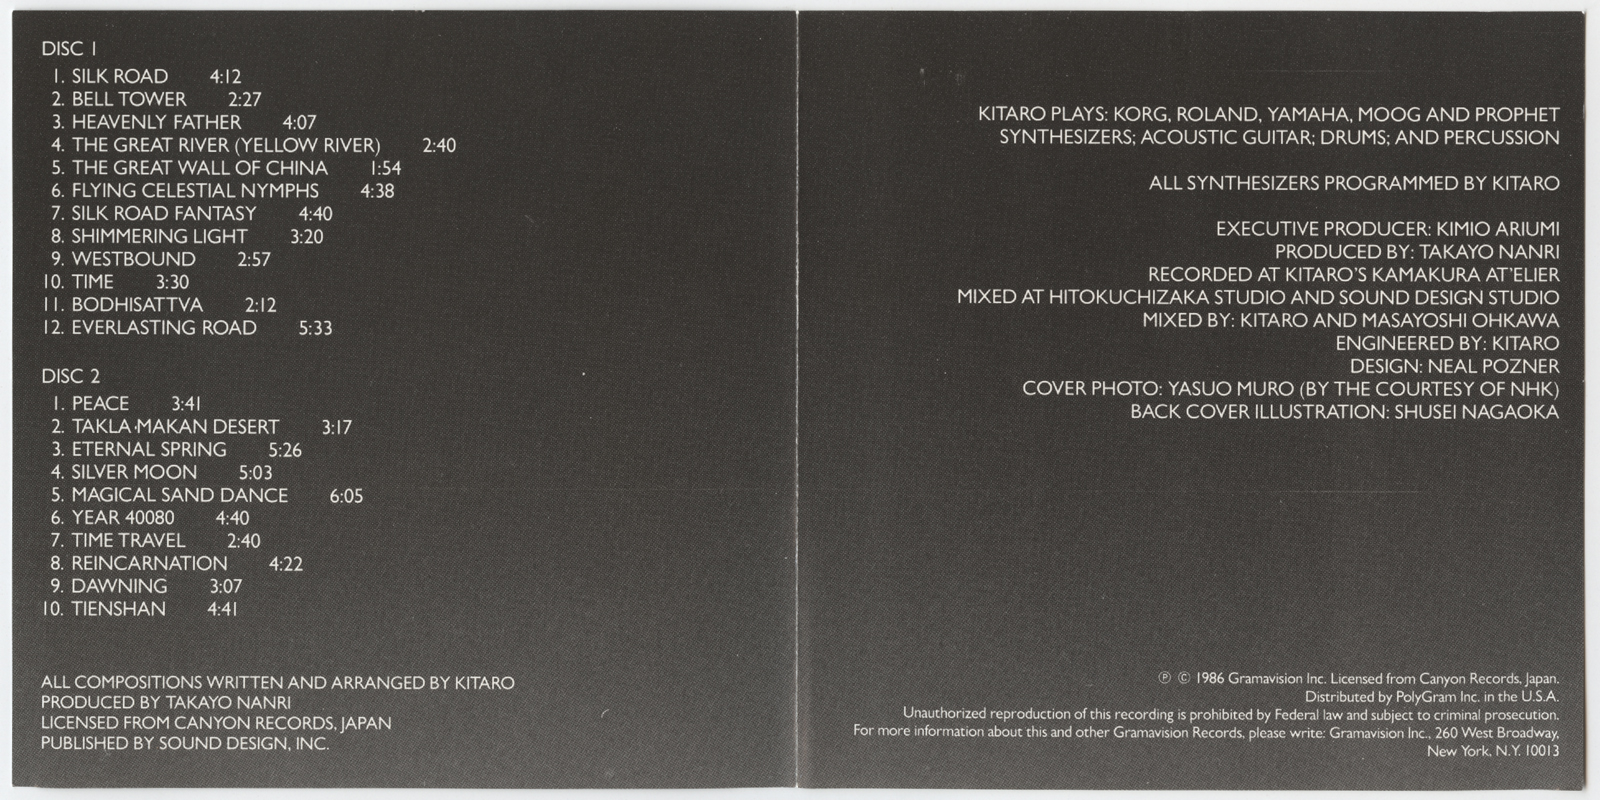 DISC 1
1. SILK ROAD 4:12
2. BELL TOWER 2:27
3. HEAVENLY FATHER 4:07
4. THE GREAT RIVER (YELLOW RIVER) 2:40
5. THE GREAT WALL OF CHINA 1:54
6. FLYING CELESTIAL NYMPHS 4:38
7. SILK ROAD FANTASY 4:40
8. SHIMMERING LIGHT 3:20
9. WESTBOUND 2:57
10. TIME 3:30
11. BODHISATTVA 2:12
12. EVERLASTING ROAD 5:33
DISC 2
1. PEACE 3:41
2. TAKLA-MAKAN DESERT 3:17
3. ETERNAL SPRING 5:26
4. SILVER MOON 5:03
5. MAGICAL SAND DANCE 6:05
6. YEAR 40080 4:40
7. TIME TRAVEL 2:40
8. REINCARNATION 4:22
9. DAWNING 3:07
10. TIENSHAN 4:41
ALL COMPOSITIONS WRITTEN AND ARRANGED BY KITARO
PRODUCED BY TAKAYO NANRI
LICENSED FROM CANYON RECORDS, JAPAN
PUBLISHED BY SOUND DESIGN, INC.
KITARO PLAYS: KORG, ROLAND, YAMAHA, MOOG AND PROPHET
SYNTHESIZERS; ACOUSTIC GUITAR; DRUMS; AND PERCUSSION
ALL SYNTHESIZERS PROGRAMMED BY KITARO
EXECUTIVE PRODUCER: KIMIO ARIUMI
PRODUCED BY: TAKAYO NANRI
RECORDED AT KITARO'S KAMAKURA AT'ELIER
MIXED AT HITOKUCHIZAKA STUDIO AND SOUND DESIGN STUDIO
MIXED BY: KITARO AND MASAYOSHI OHKAWA
ENGINEERED BY: KITARO
DESIGN: NEAL POZNER
COVER PHOTO: YASUO MURO (BY THE COURTESY OF NHK)
BACK COVER ILLUSTRATION: SHUSEI NAGAOKA
℗ © 1986 Gramavision Inc. Licensed from Canyon Records, Japan.
Distributed by PolyGram Inc. in the U.S.A.
Unauthorized reproduction of this recording is prohibited by Federal law and subject to criminal prosecution.
For more information about this and other Gramavision Records, please write: Gramavision Inc., 260 West Broadway,
New York, N.Y. 10013